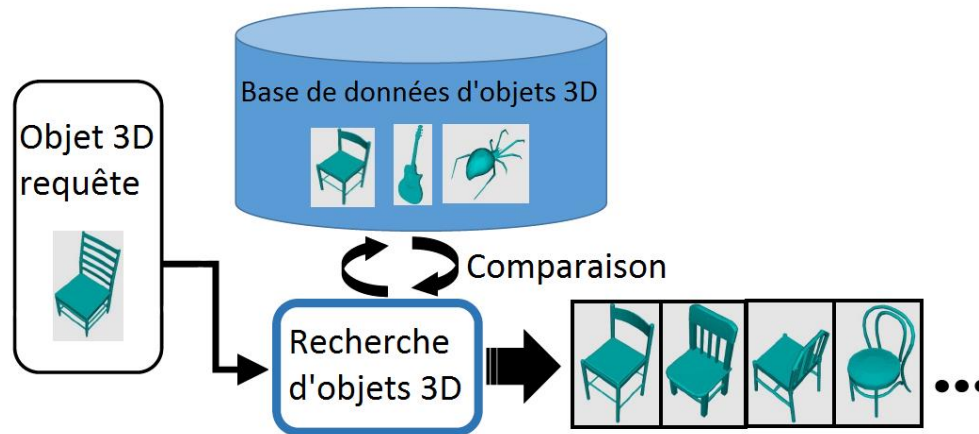 Base de données d'objets 3D
Objet 3D
requête
Comparaison
Recherche
d'objets 3D
...